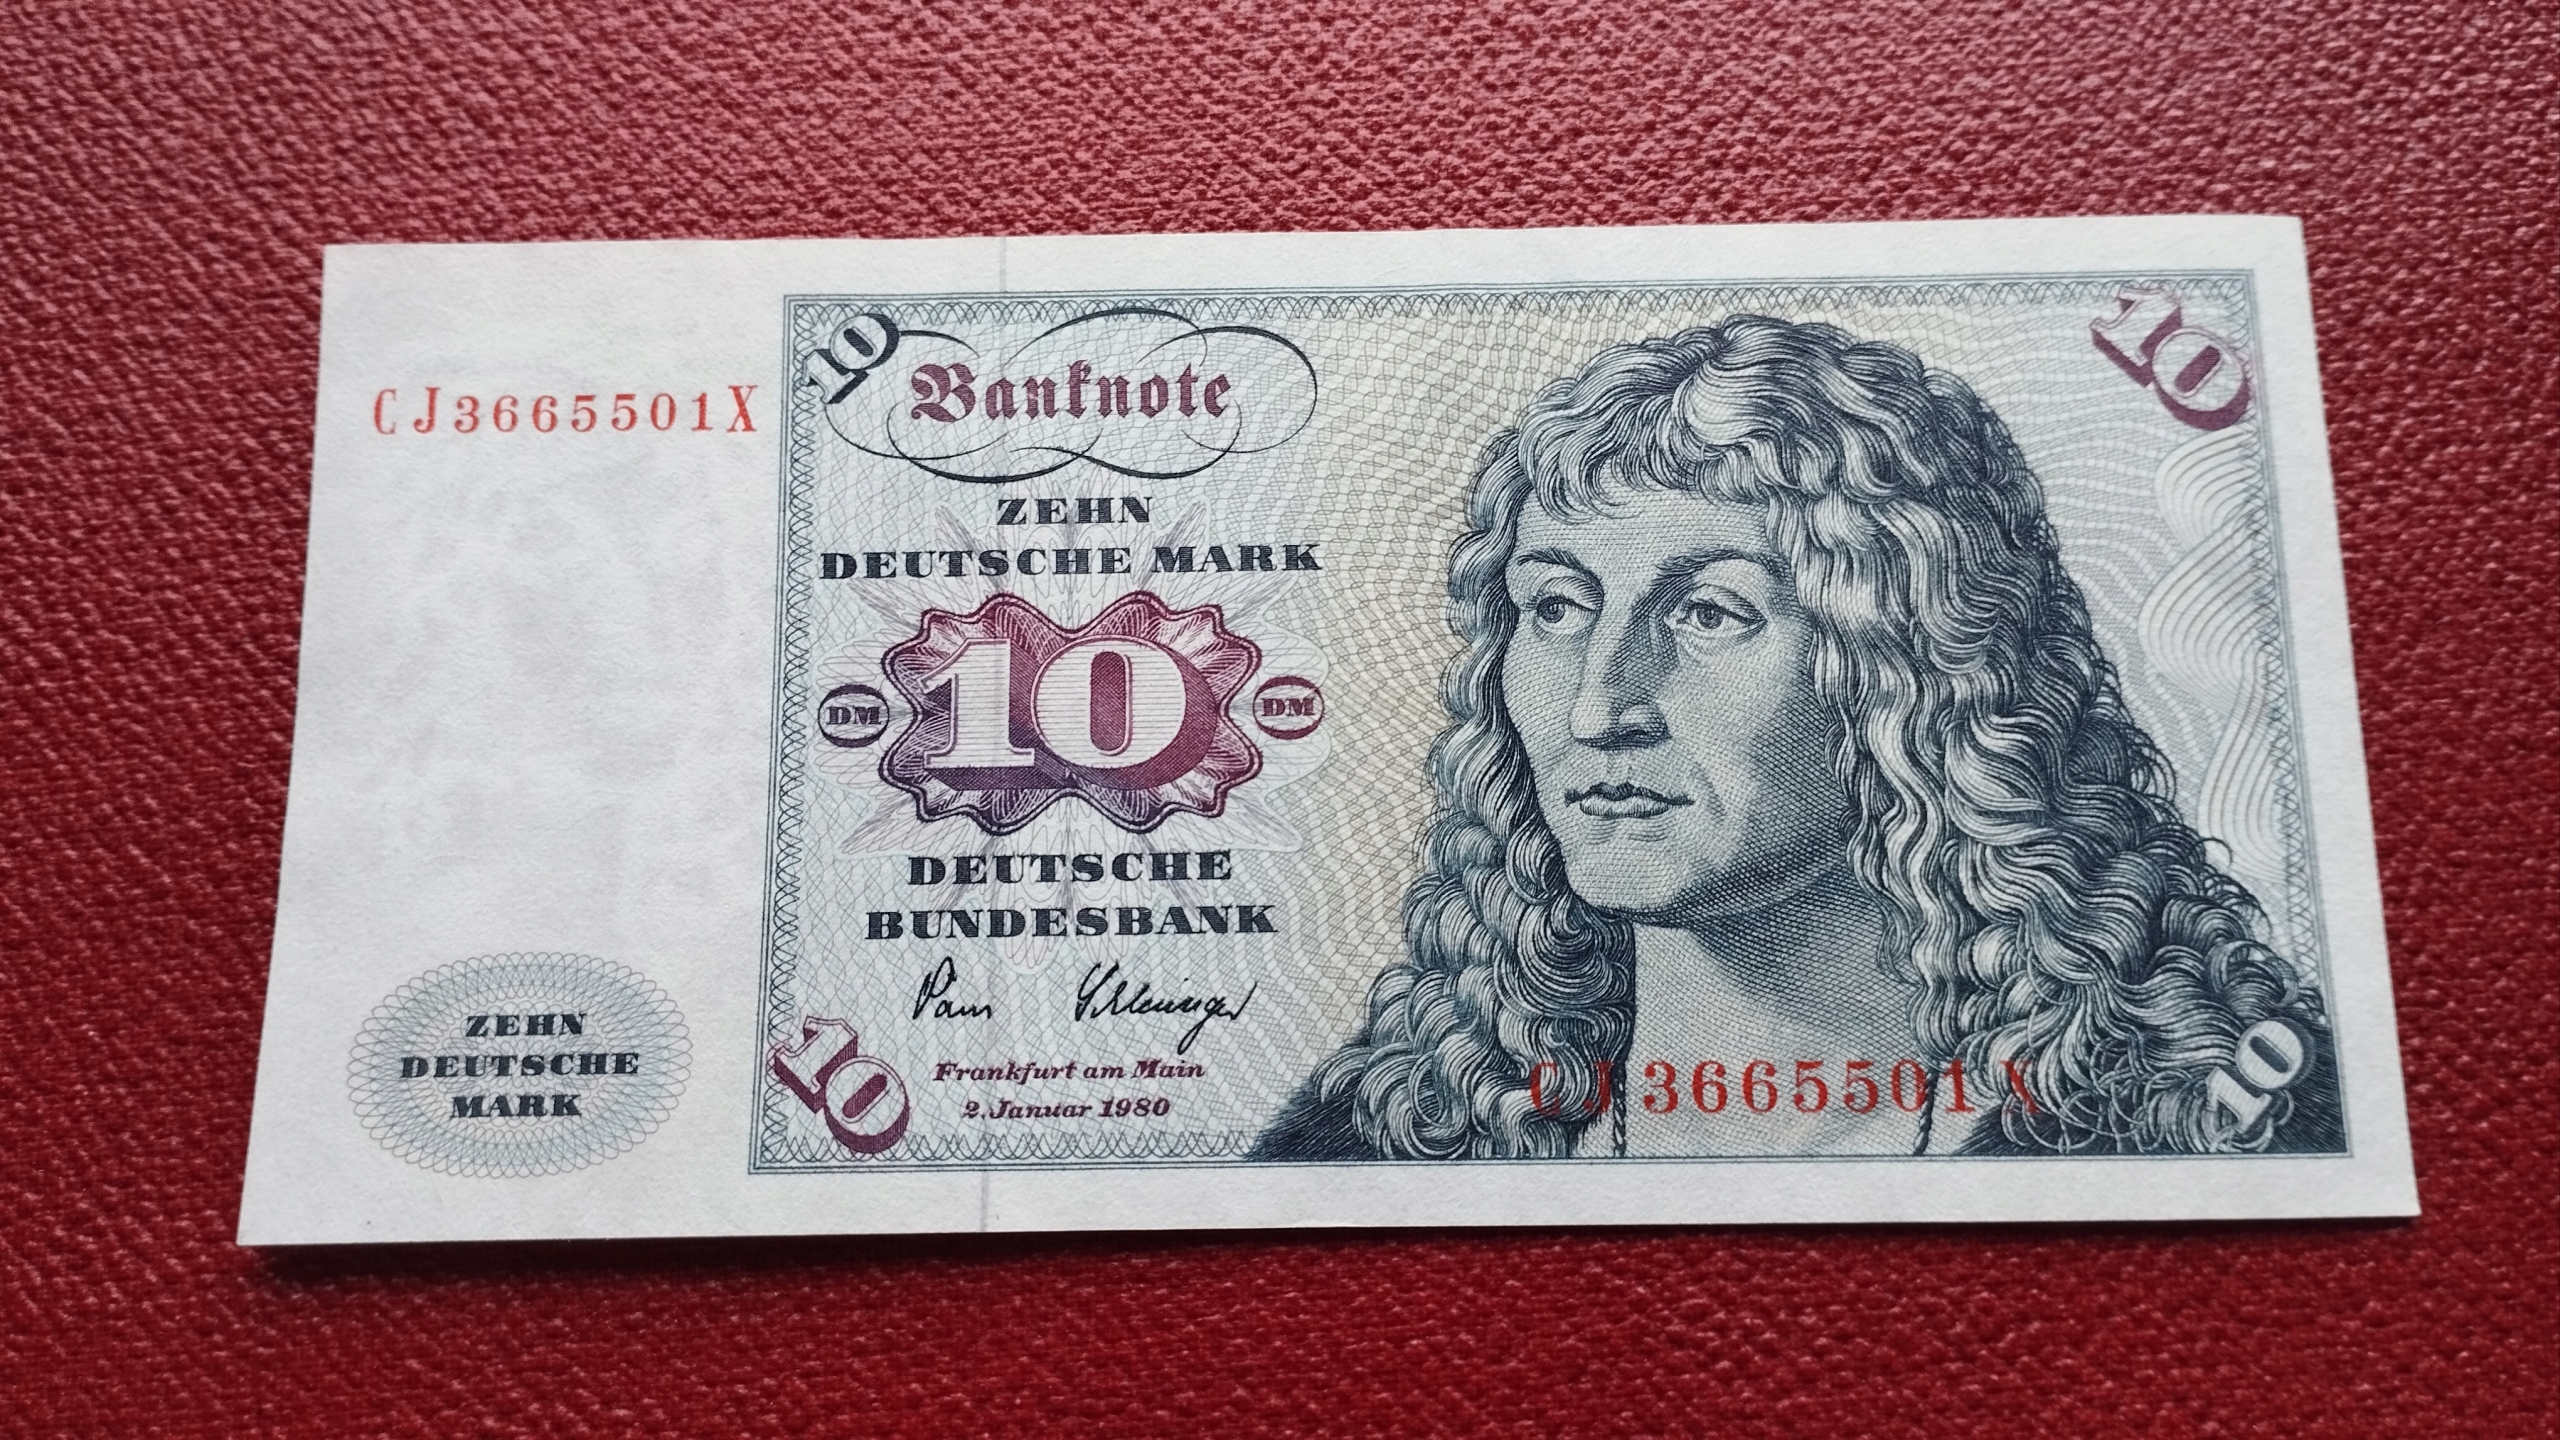 CJ3665501X
10
Banknote
10
ZEHN
DEUTSCHE MARK
DM
10
DM
DEUTSCHE
BUNDESBANK
ZEHN
DEUTSCHE
MARK
10
Frankfurt am Main
2. Januar 1980
CJ3665501X
10